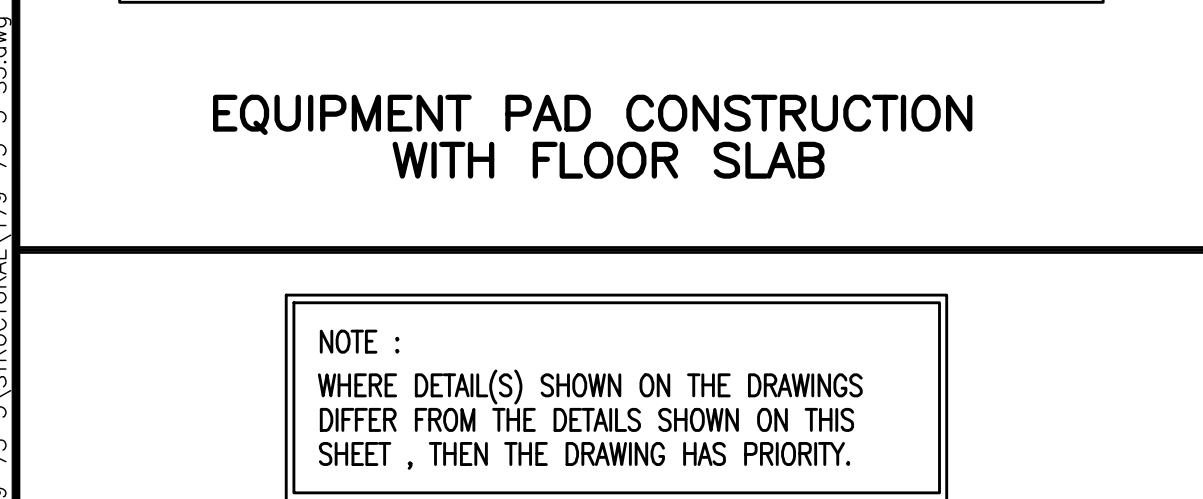 EQUIPMENT PAD CONSTRUCTION
WITH FLOOR SLAB
NOTE :
WHERE DETAIL(S) SHOWN ON THE DRAWINGS
DIFFER FROM THE DETAILS SHOWN ON THIS
SHEET , THEN THE DRAWING HAS PRIORITY.